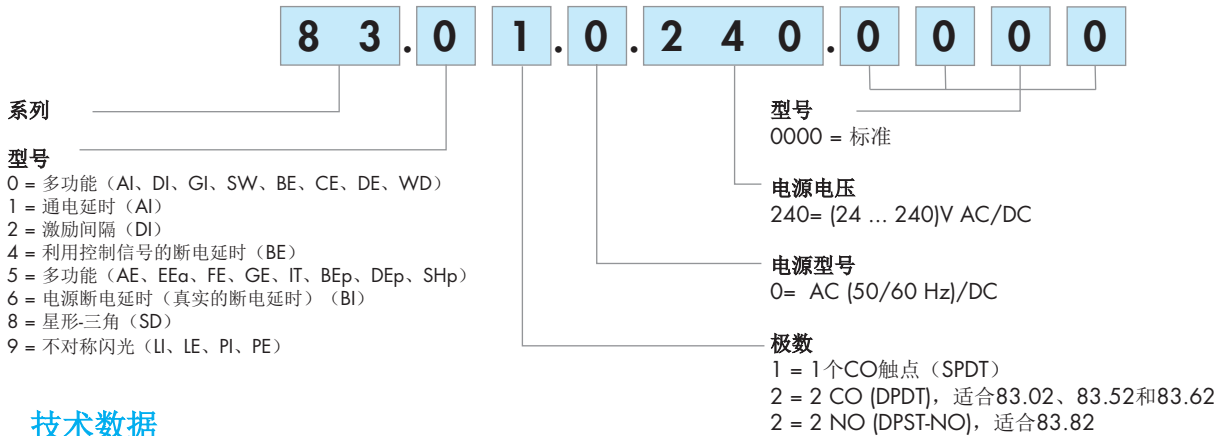 8 3 . 0 1 . 0 . 2 4 0 . 0 0 0 0
系列
型号
0 = 多功能（AI、DI、GI、SW、BE、CE、DE、WD）
1 = 通电延时（AI）
2 = 激励间隔（DI）
4 = 利用控制信号的断电延时（BE）
5 = 多功能（AE、EEa、FE、GE、IT、BEp、DEp、SHp）
6 = 电源断电延时（真实的断电延时）（BI）
8 = 星形-三角（SD）
9 = 不对称闪光（LI、LE、PI、PE）
型号
0000 = 标准
电源电压
240= (24 ... 240)V AC/DC
电源型号
0= AC (50/60 Hz)/DC
极数
1 = 1个CO触点（SPDT）
2 = 2 CO (DPDT)，适合83.02、83.52和83.62
2 = 2 NO (DPST-NO)，适合83.82
技术数据